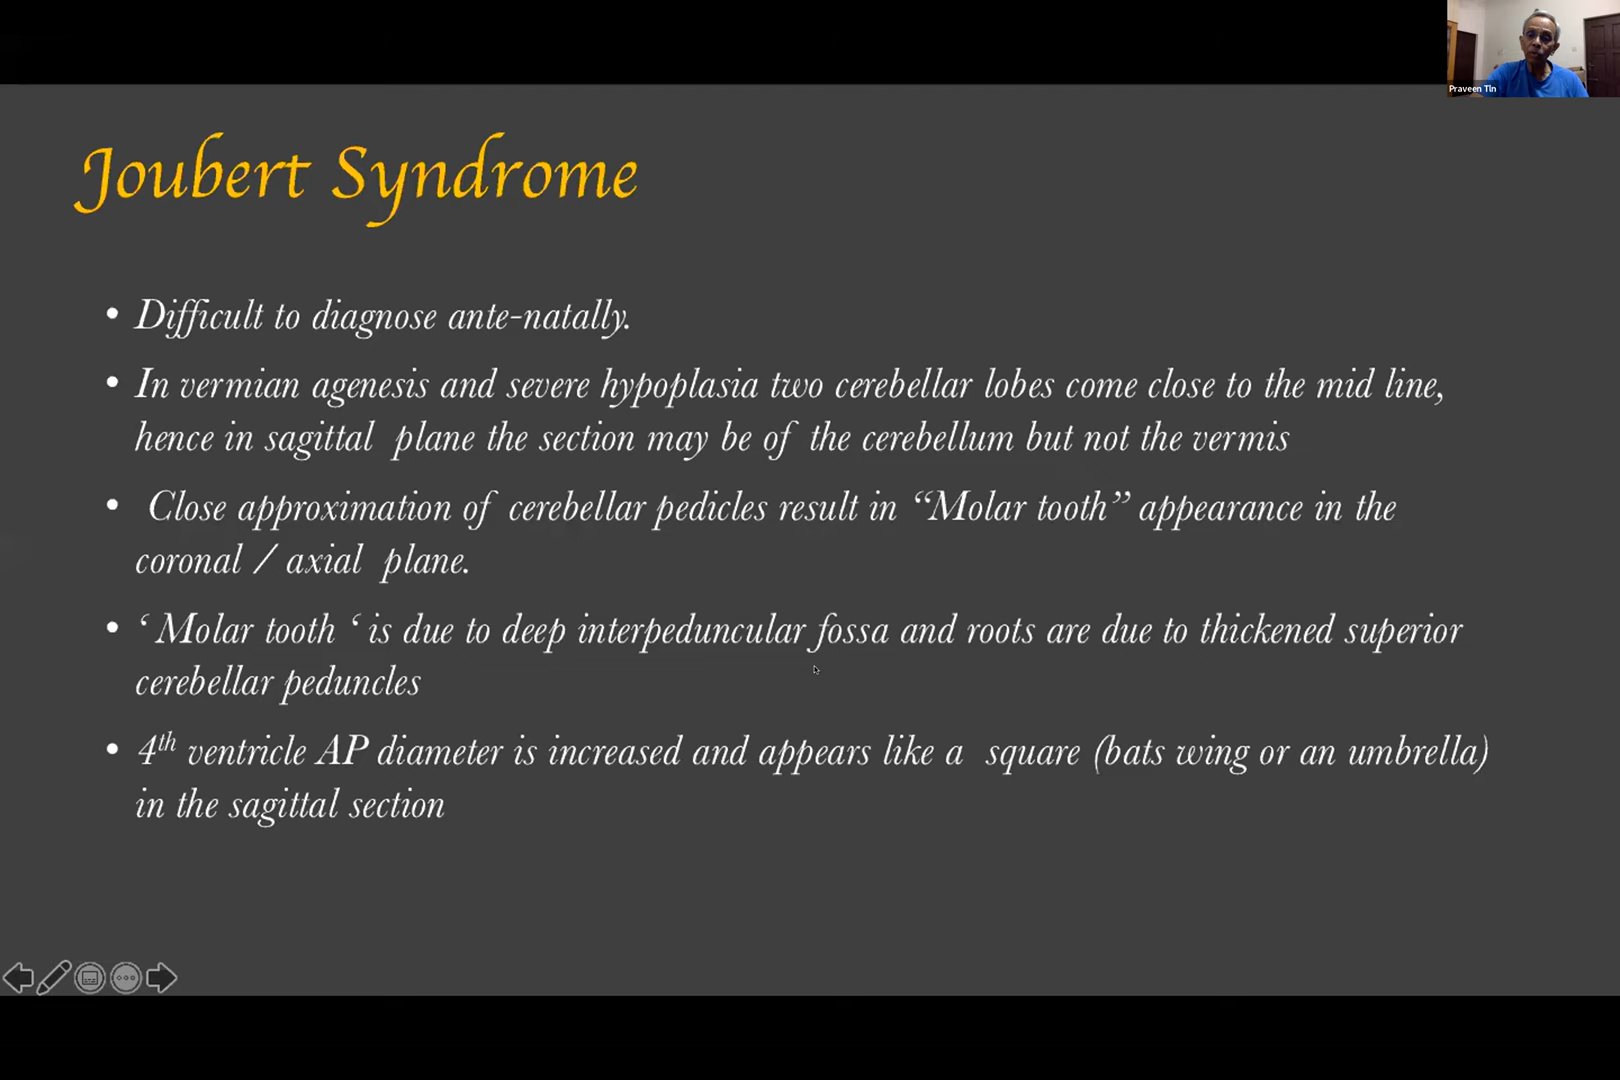 Praveen Tln
Joubert Syndrome
• Difficult to diagnose ante-natally.
• In vermian agenesis and severe hypoplasia two cerebellar lobes come close to the mid line,
hence in sagittal plane the section may be of the cerebellum but not the vermis
• Close approximation of cerebellar pedicles result in “Molar tooth” appearance in the
coronal / axial plane.
• ‘ Molar tooth ‘ is due to deep interpeduncular fossa and roots are due to thickened superior
cerebellar peduncles
• 4th ventricle AP diameter is increased and appears like a square (bats wing or an umbrella)
in the sagittal section